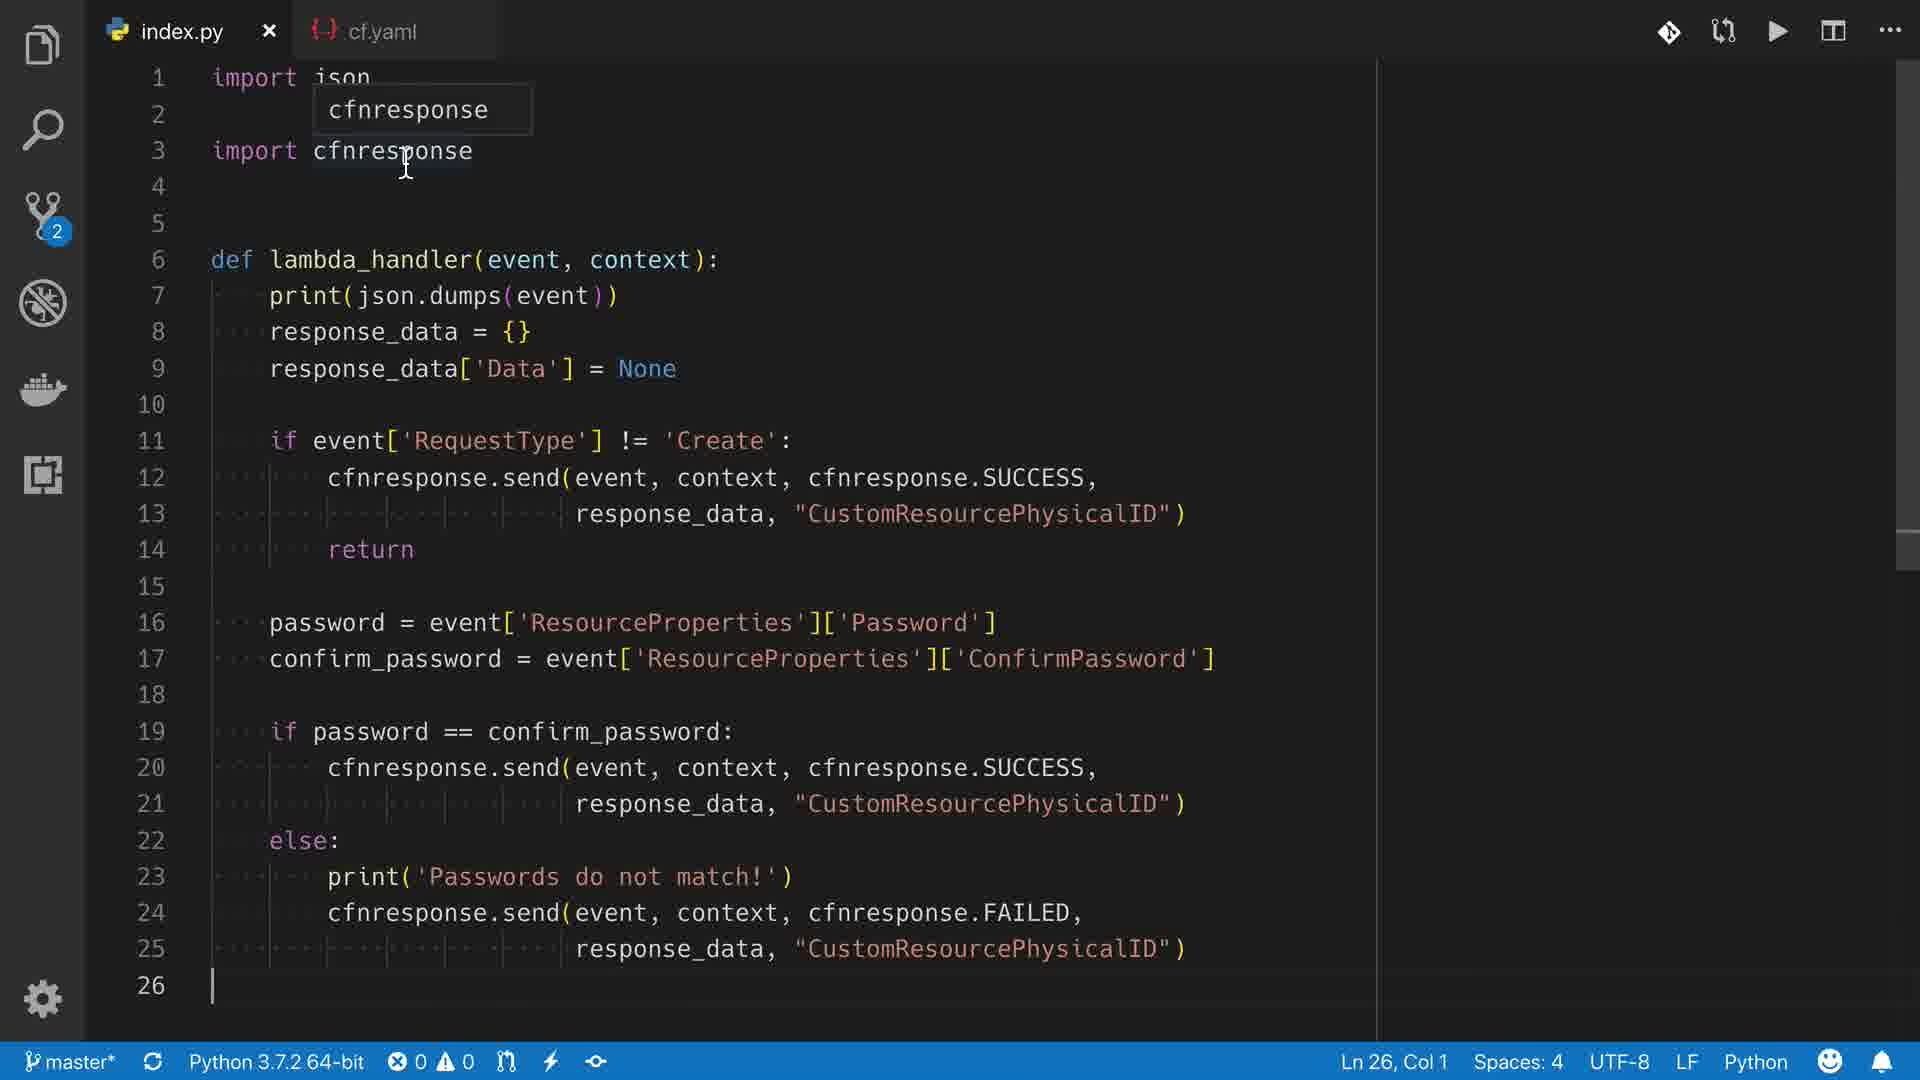 index.py × cf.yaml
1 import json
cfnresponse
2
3 import cfnresponse
4
5
6 def lambda_handler(event, context):
7 print(json.dumps(event))
8 response_data = {}
9 response_data['Data'] = None
10
11 if event['RequestType'] != 'Create':
12 cfnresponse.send(event, context, cfnresponse.SUCCESS,
13 response_data, "CustomResourcePhysicalID")
14 return
15
16 password = event['ResourceProperties']['Password']
17 confirm_password = event['ResourceProperties']['ConfirmPassword']
18
19 if password == confirm_password:
20 cfnresponse.send(event, context, cfnresponse.SUCCESS,
21 response_data, "CustomResourcePhysicalID")
22 else:
23 print('Passwords do not match!')
24 cfnresponse.send(event, context, cfnresponse.FAILED,
25 response_data, "CustomResourcePhysicalID")
26
2
master* Python 3.7.2 64-bit 0 0 Ln 26, Col 1 Spaces: 4 UTF-8 LF Python